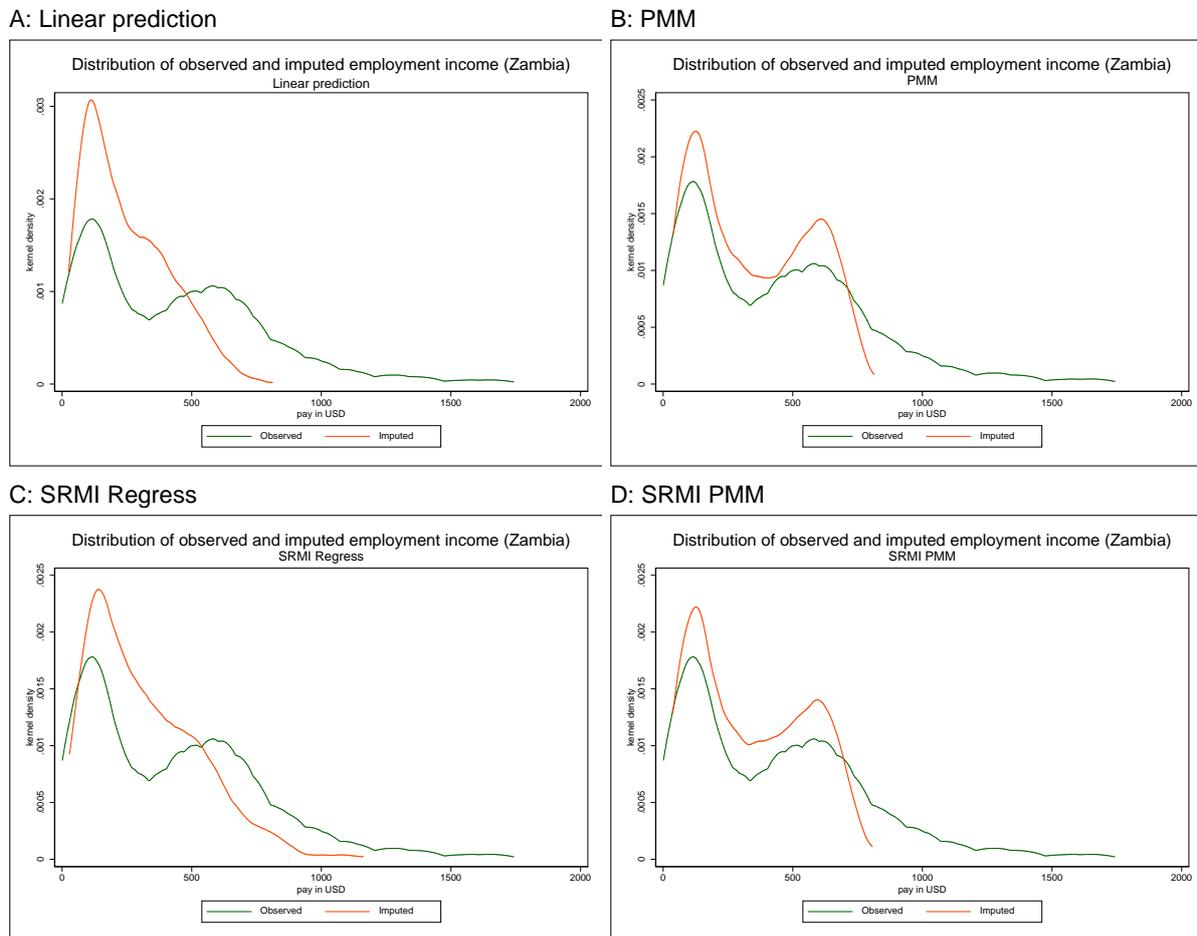 A: Linear prediction
Distribution of observed and imputed employment income (Zambia)
Linear prediction
kernel density
0
.001
.002
.003
0
500
1000
1500
2000
pay in USD
Observed
Imputed
B: PMM
Distribution of observed and imputed employment income (Zambia)
PMM
kernel density
0
.0005
.001
.0015
.002
.0025
0
500
1000
1500
2000
pay in USD
Observed
Imputed
C: SRMI Regress
Distribution of observed and imputed employment income (Zambia)
SRMI Regress
kernel density
0
.0005
.001
.0015
.002
.0025
0
500
1000
1500
2000
pay in USD
Observed
Imputed
D: SRMI PMM
Distribution of observed and imputed employment income (Zambia)
SRMI PMM
kernel density
0
.0005
.001
.0015
.002
.0025
0
500
1000
1500
2000
pay in USD
Observed
Imputed